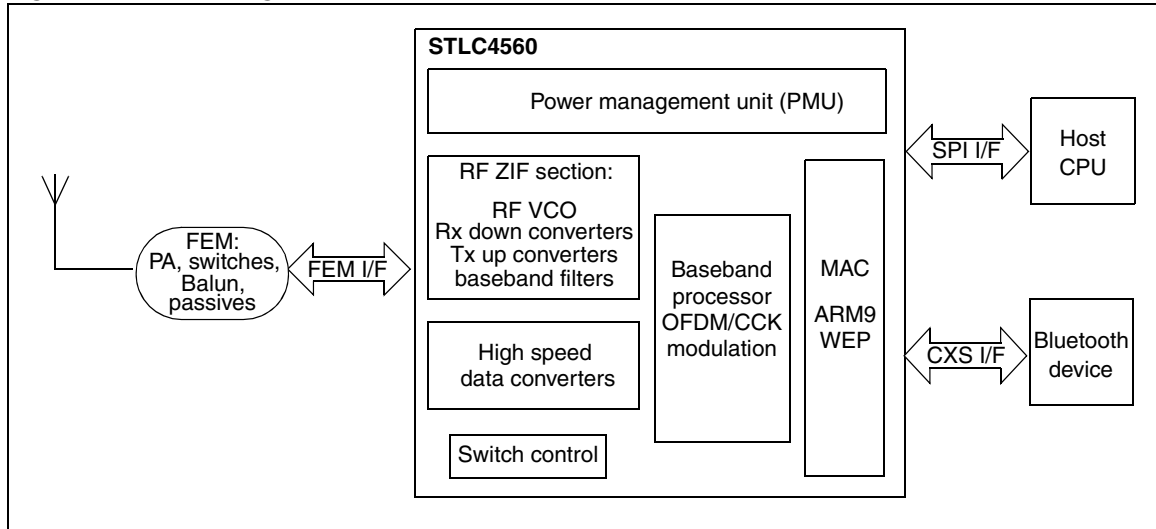 STLC4560
Power management unit (PMU)
RF ZIF section:
RF VCO
Rx down converters
Tx up converters
baseband filters
High speed
data converters
Switch control
Baseband
processor
OFDM/CCK
modulation
MAC
ARM9
WEP
FEM:
PA, switches,
Balun,
passives
FEM I/F
SPI I/F
Host
CPU
CXS I/F
Bluetooth
device